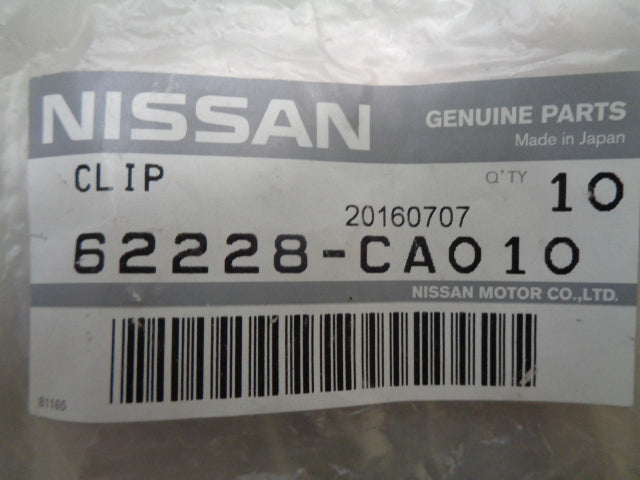 NISSAN
GENUINE PARTS
Made in Japan
CLIP
Q'TY 10
20160707
62228-CA010
NISSAN MOTOR CO.,LTD.
B1165